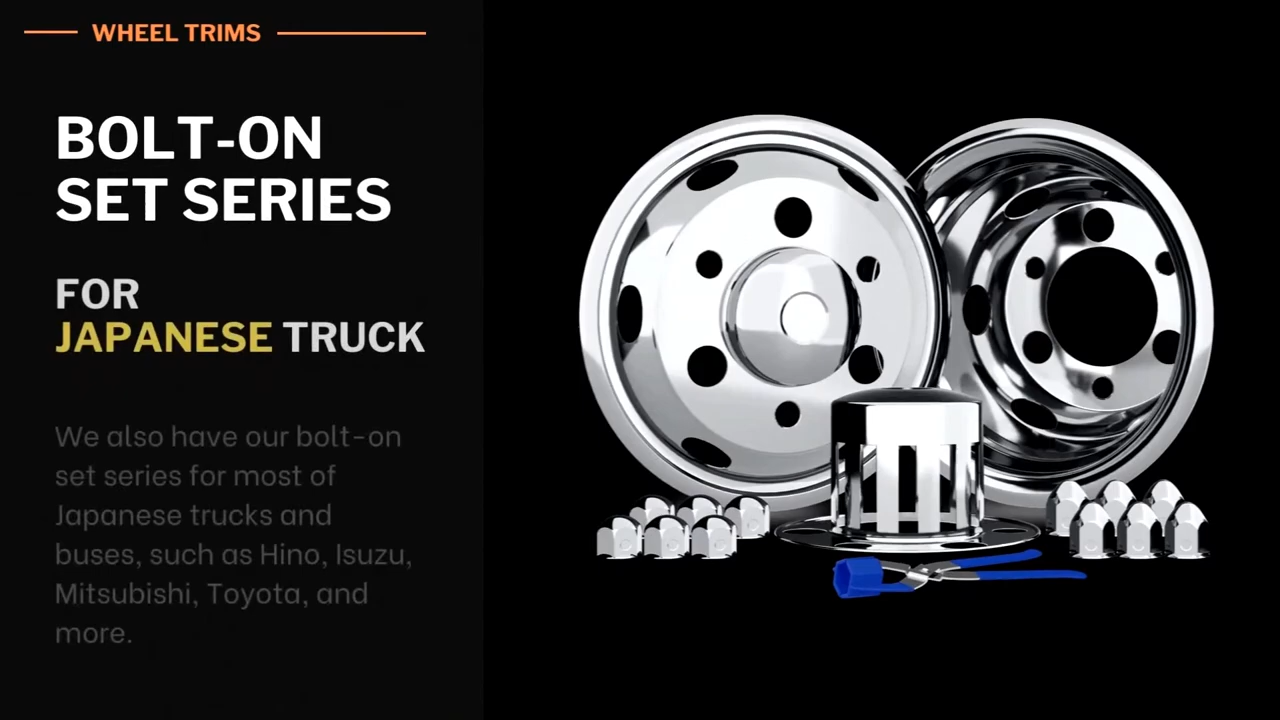 WHEEL TRIMS
BOLT-ON
SET SERIES
FOR
JAPANESE TRUCK
We also have our bolt-on
set series for most of
Japanese trucks and
buses, such as Hino, Isuzu,
Mitsubishi, Toyota, and
more.